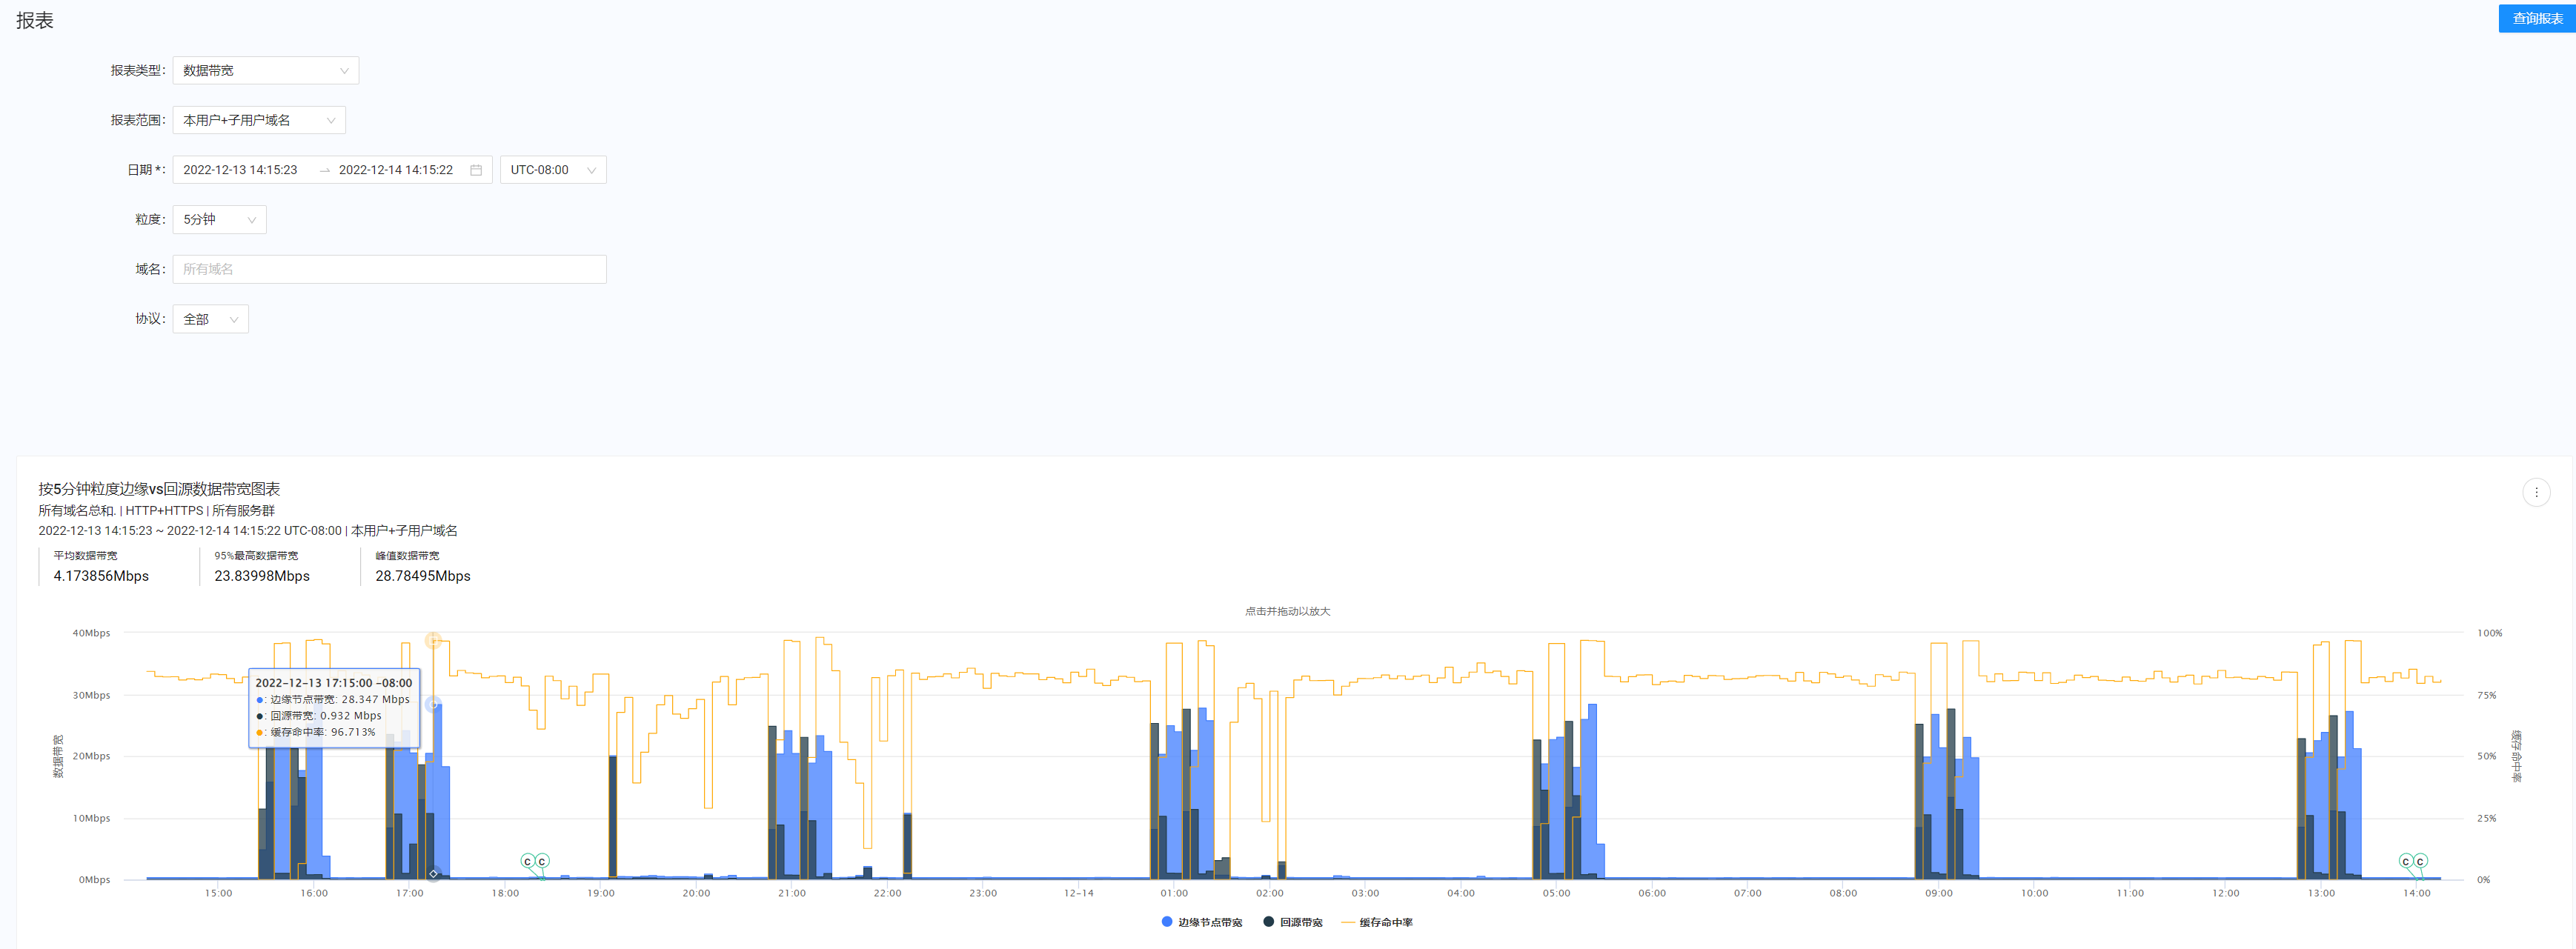 报表
查询报表
报表类型: 数据带宽
报表范围: 本用户+子用户域名
日期 *: 2022-12-13 14:15:23 → 2022-12-14 14:15:22 UTC-08:00
粒度: 5分钟
域名: 所有域名
协议: 全部
按5分钟粒度边缘vs回源数据带宽图表
所有域名总和. | HTTP+HTTPS | 所有服务群
2022-12-13 14:15:23 ~ 2022-12-14 14:15:22 UTC-08:00 | 本用户+子用户域名
平均数据带宽 95%最高数据带宽 峰值数据带宽
4.173856Mbps 23.83998Mbps 28.78495Mbps
点击并拖动以放大
40Mbps 100%
2022-12-13 17:15:00 -08:00
30Mbps 75%
边缘节点带宽: 28.347 Mbps
回源带宽: 0.932 Mbps
缓存命中率: 96.713%
数据带宽
缓存命中率
20Mbps 50%
10Mbps 25%
C C C C
0Mbps 0%
15:00 16:00 17:00 18:00 19:00 20:00 21:00 22:00 23:00 12-14 01:00 02:00 03:00 04:00 05:00 06:00 07:00 08:00 09:00 10:00 11:00 12:00 13:00 14:00
边缘节点带宽 回源带宽 缓存命中率